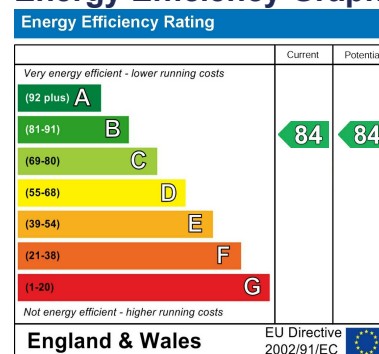 Energy Efficiency Rating
Current Potential
Very energy efficient - lower running costs
(92 plus) A
(81-91) B 84 84
(69-80) C
(55-68) D
(39-54) E
(21-38) F
(1-20) G
Not energy efficient - higher running costs
England & Wales
EU Directive
2002/91/EC